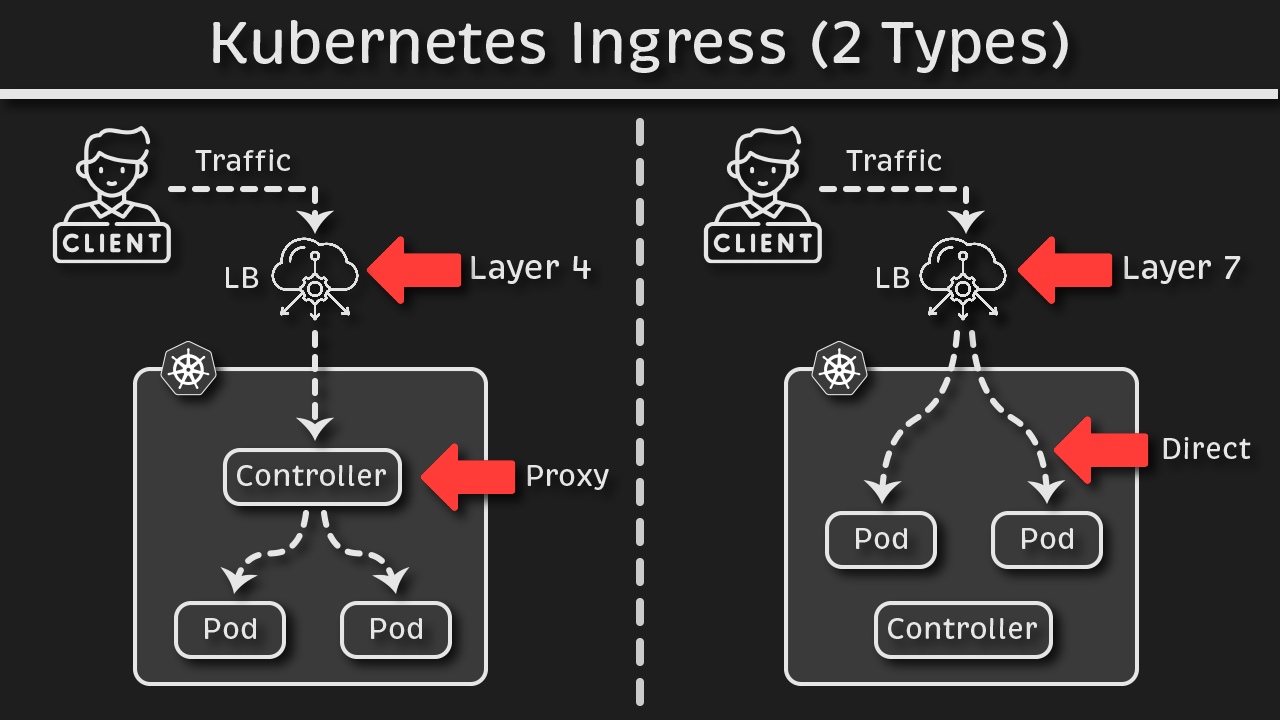 Kubernetes Ingress (2 Types)
Traffic
CLIENT
LB
Layer 4
Controller
Proxy
Pod
Pod
Traffic
CLIENT
LB
Layer 7
Direct
Pod
Pod
Controller